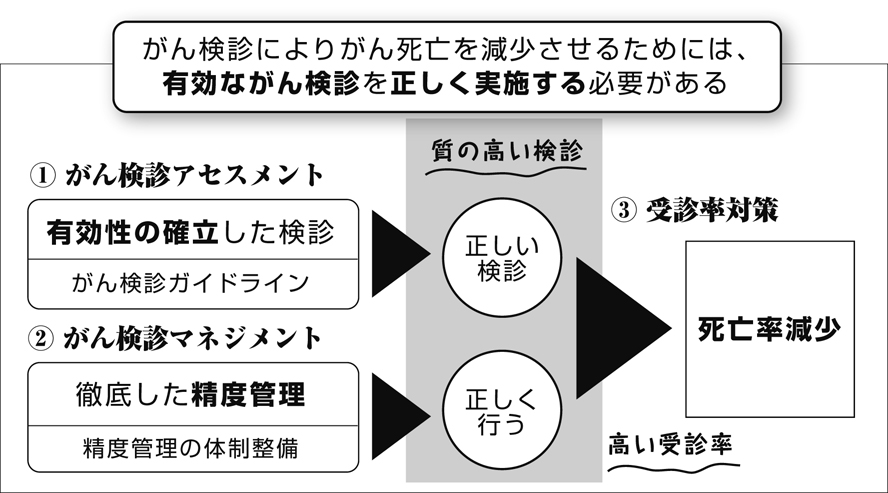 がん検診によりがん死亡を減少させるためには、
有効ながん検診を正しく実施する必要がある
質の高い検診
① がん検診アセスメント
有効性の確立した検診
がん検診ガイドライン
正しい
検診
② がん検診マネジメント
徹底した精度管理
精度管理の体制整備
正しく
行う
③ 受診率対策
死亡率減少
高い受診率